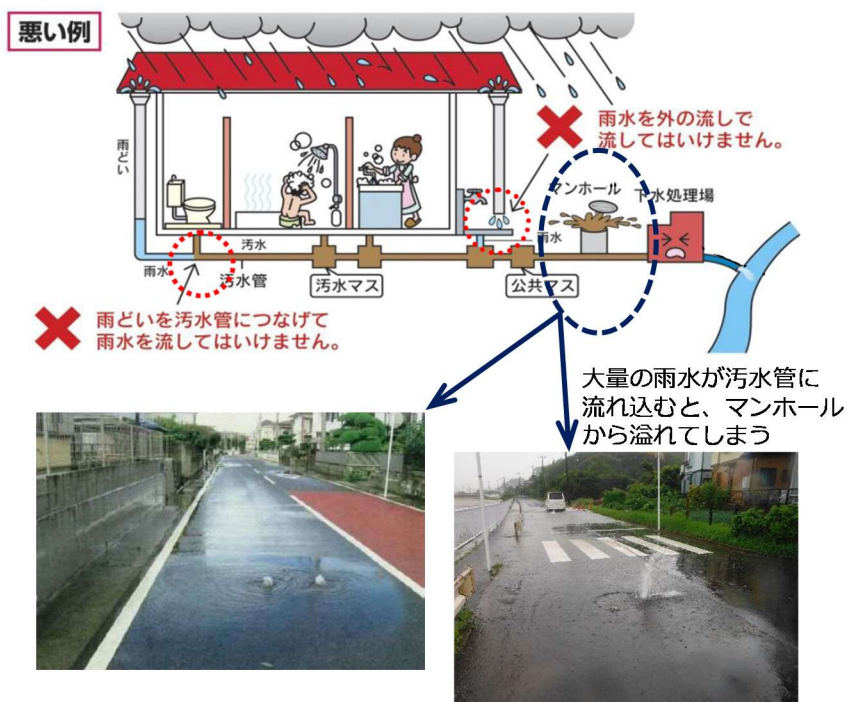 悪い例
雨水を外の流しで
流してはいけません。
雨どい
マンホール
下水処理場
汚水
雨水
雨水
汚水管
汚水マス
公共マス
雨どいを汚水管につなげて
雨水を流してはいけません。
大量の雨水が汚水管に
流れ込むと、マンホール
から溢れてしまう